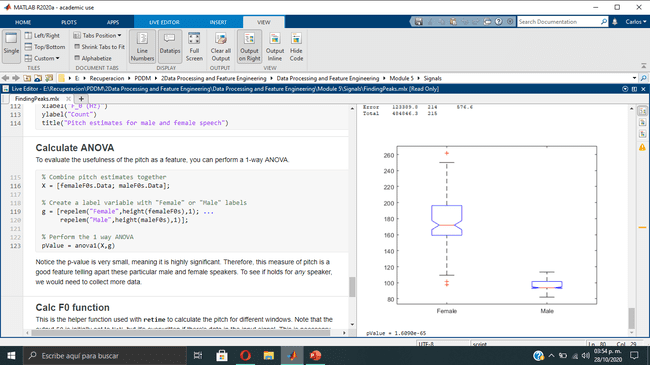 MATLAB R2020a - academic use
HOME PLOTS APPS LIVE EDITOR INSERT VIEW
Search Documentation
Carlos
Single
Left/Right
Top/Bottom
Custom
Tabs Position
Shrink Tabs to Fit
Alphabetize
Line Numbers
Datatips
Full Screen
Clear all Output
Output on Right
Output Inline
Hide Code
TILES DOCUMENT TABS DISPLAY OUTPUT
E: Recuperacion PDDM 2Data Processing and Feature Engineering Data Processing and Feature Engineering Module 5 Signals
Live Editor - E:\Recuperacion\PDDM\2Data Processing and Feature Engineering\Data Processing and Feature Engineering\Module 5\Signals\FindingPeaks.mlx [Read Only]
FindingPeaks.mlx
112 xlabel("F_0 (Hz)")
113 ylabel("Count")
114 title("Pitch estimates for male and female speech")
Calculate ANOVA
To evaluate the usefulness of the pitch as a feature, you can perform a 1-way ANOVA.
115 % Combine pitch estimates together
116 X = [femaleF0s.Data; maleF0s.Data];
117
118 % Create a label variable with "Female" or "Male" labels
119 g = [repelem("Female",height(femaleF0s),1); ...
120 repelem("Male",height(maleF0s),1)];
121
122 % Perform the 1 way ANOVA
123 pValue = anova1(X,g)
Notice the p-value is very small, meaning it is highly significant. Therefore, this measure of pitch is a
good feature telling apart these particular male and female speakers. To see if holds for any speaker,
we would need to collect more data.
Calc F0 function
This is the helper function used with retime to calculate the pitch for different windows. Note that the
Error 123389.8 214 576.6
Total 484046.3 215
260
240
220
200
180
160
140
120
100
80
Female Male
pValue = 1.6098e-65
UTF-8 script Ln 80 Col 29
Escribe aquí para buscar
03:54 p. m.
28/10/2020